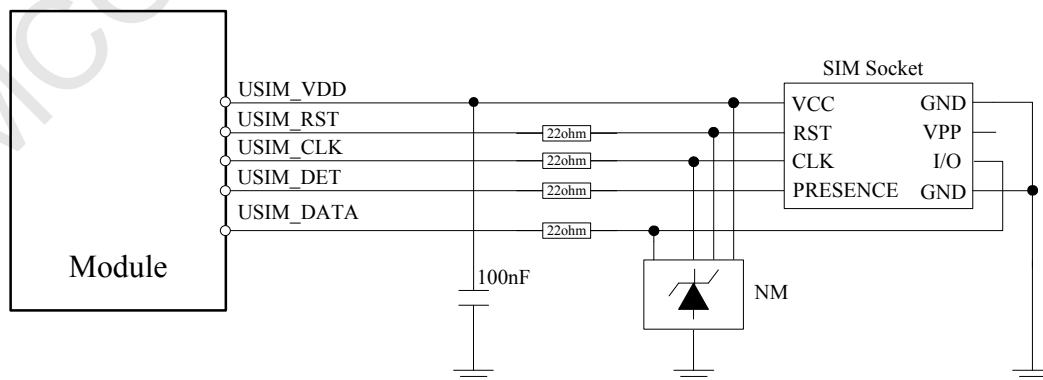 SIM Socket
USIM_VDD
VCC
GND
USIM_RST
22ohm
RST
VPP
USIM_CLK
22ohm
CLK
I/O
USIM_DET
22ohm
PRESENCE
GND
USIM_DATA
22ohm
Module
100nF
NM